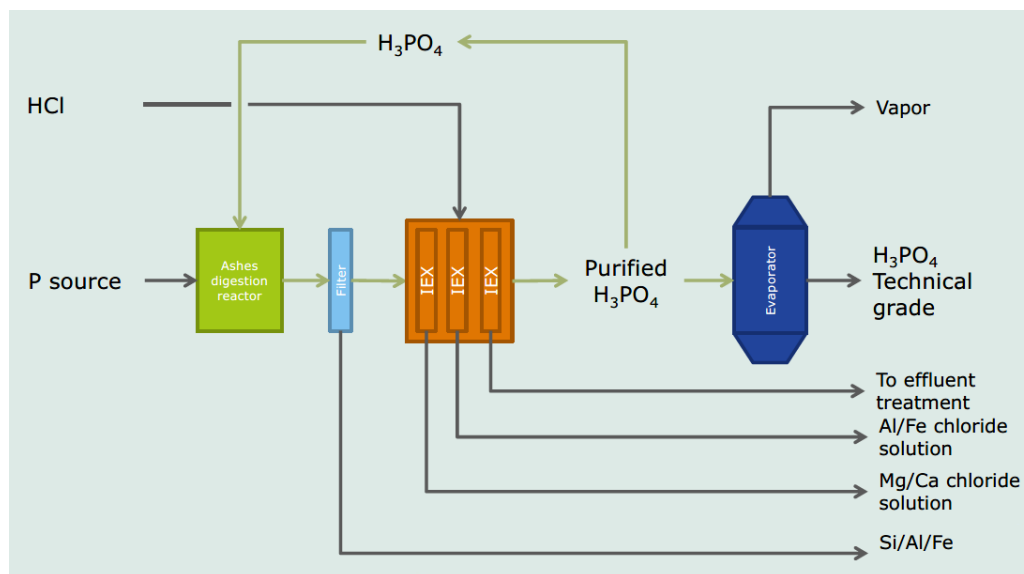 H₃PO₄
HCl
Vapor
P source
Ashes
digestion
reactor
Filter
IEX
IEX
IEX
Purified
H₃PO₄
Evaporator
H₃PO₄
Technical
grade
To effluent
treatment
Al/Fe chloride
solution
Mg/Ca chloride
solution
Si/Al/Fe